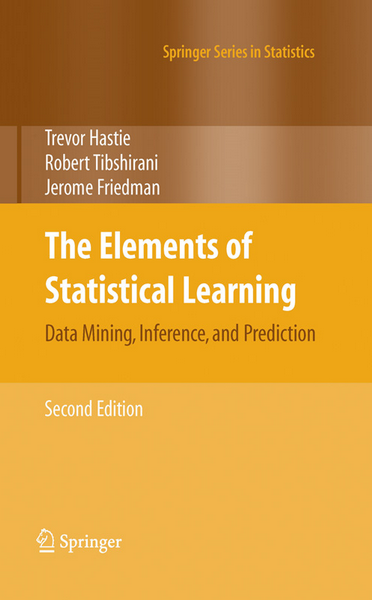 Springer Series in Statistics
Trevor Hastie
Robert Tibshirani
Jerome Friedman
The Elements of
Statistical Learning
Data Mining, Inference, and Prediction
Second Edition
Springer